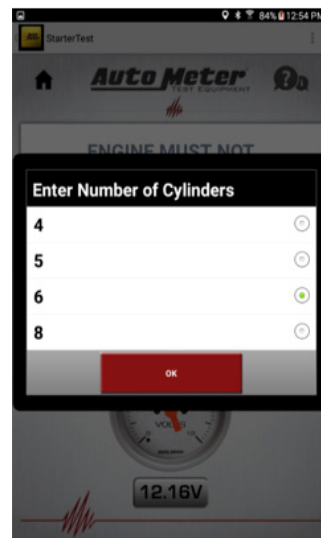 84% 12:54 PM
StarterTest
Auto Meter
TEST EQUIPMENT
ENGINE MUST NOT
Enter Number of Cylinders
4
5
6
8
OK
VOLTS
12.16V